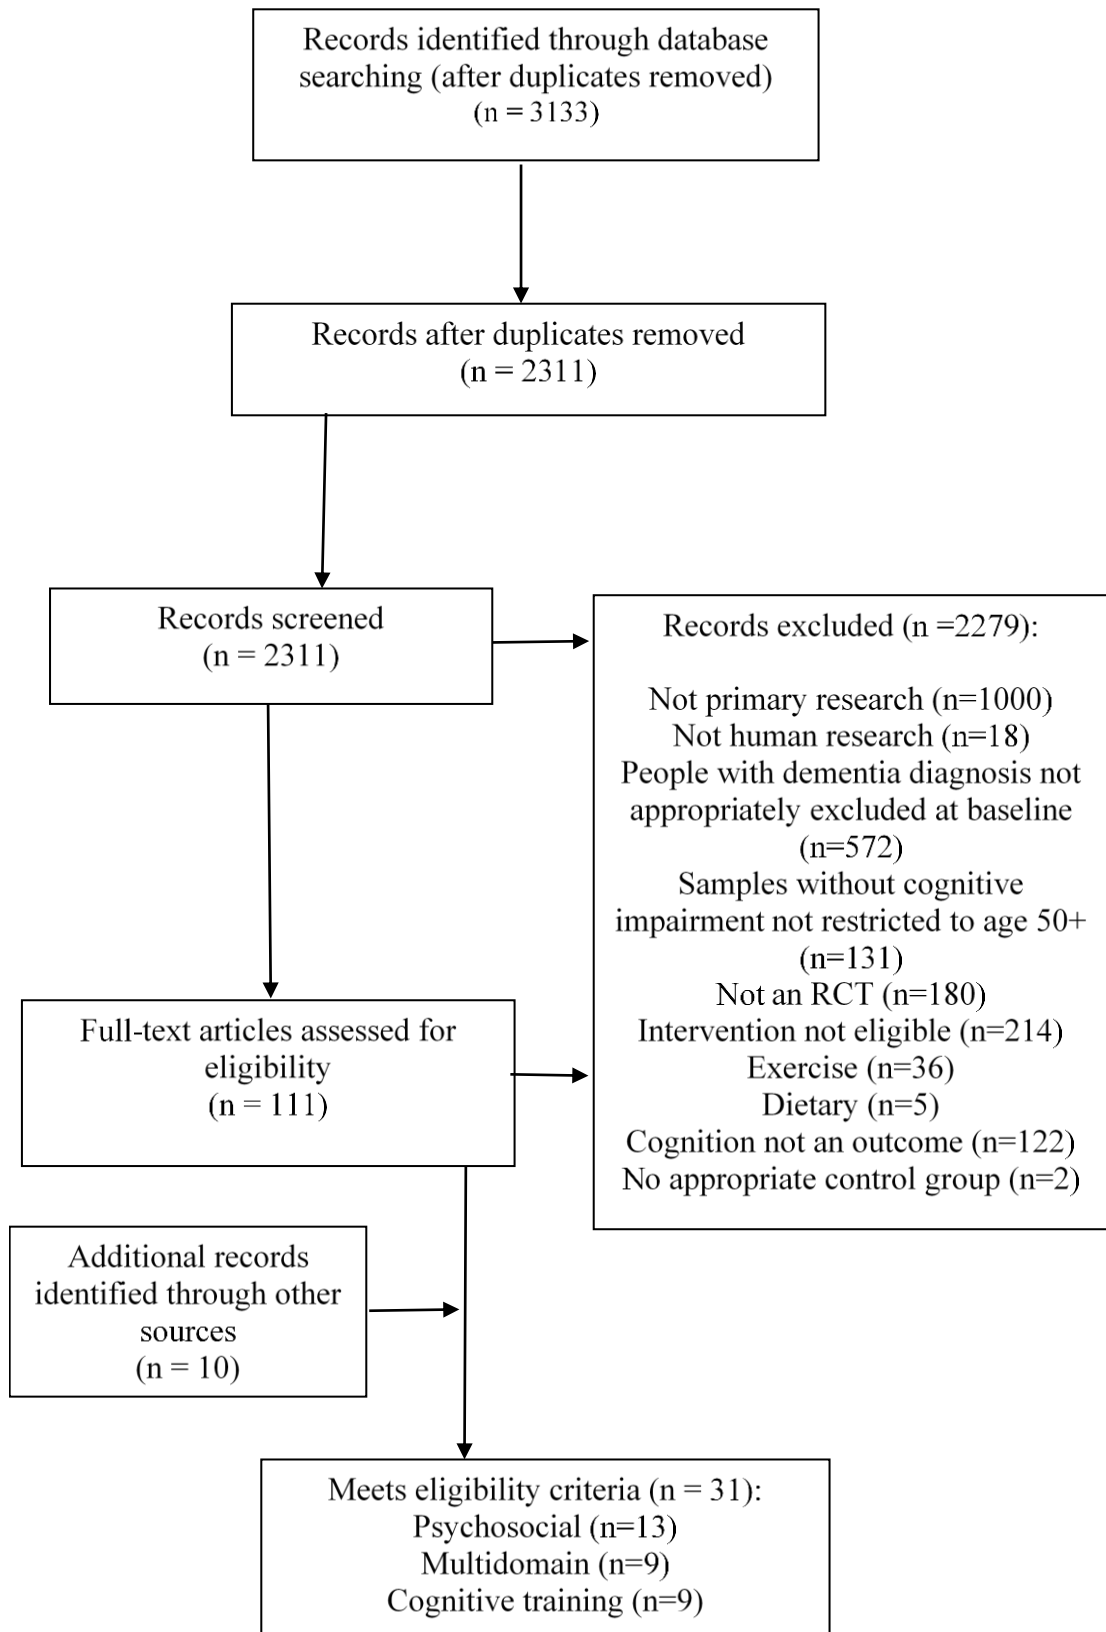 Records identified through database
searching (after duplicates removed)
(n = 3133)
Records after duplicates removed
(n = 2311)
Records screened
(n = 2311)
Records excluded (n =2279):
Not primary research (n=1000)
Not human research (n=18)
People with dementia diagnosis not
appropriately excluded at baseline
(n=572)
Samples without cognitive
impairment not restricted to age 50+
(n=131)
Not an RCT (n=180)
Intervention not eligible (n=214)
Exercise (n=36)
Dietary (n=5)
Cognition not an outcome (n=122)
No appropriate control group (n=2)
Full-text articles assessed for
eligibility
(n = 111)
Additional records
identified through other
sources
(n = 10)
Meets eligibility criteria (n = 31):
Psychosocial (n=13)
Multidomain (n=9)
Cognitive training (n=9)